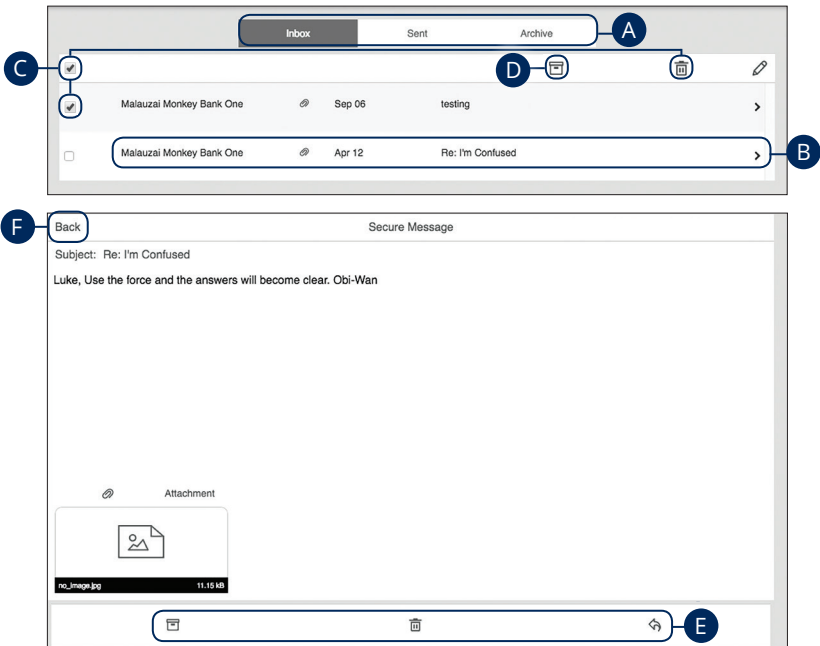 Inbox Sent Archive A
C D
Malauzai Monkey Bank One Sep 06 testing
Malauzai Monkey Bank One Apr 12 Re: I'm Confused B
F Back Secure Message
Subject: Re: I'm Confused
Luke, Use the force and the answers will become clear. Obi-Wan
Attachment
no_image.jpg 11.15 kB
E